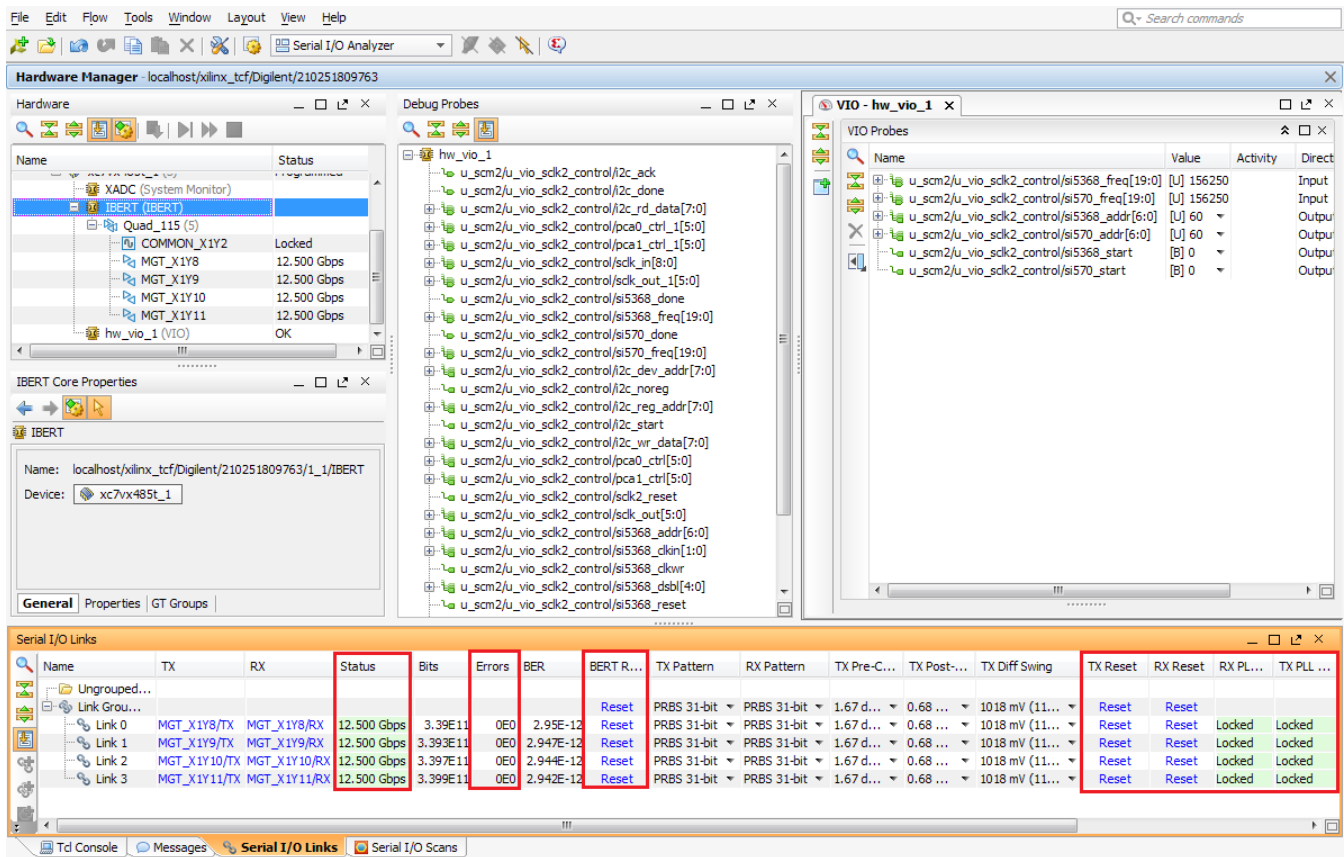 File Edit Flow Tools Window Layout View Help
Search commands
Serial I/O Analyzer
Hardware Manager - localhost/xilinx_tcf/Digilent/210251809763
Hardware
Name Status
XADC (System Monitor)
IBERT (IBERT)
Quad_115 (5)
COMMON_X1Y2 Locked
MGT_X1Y8 12.500 Gbps
MGT_X1Y9 12.500 Gbps
MGT_X1Y10 12.500 Gbps
MGT_X1Y11 12.500 Gbps
hw_vio_1 (VIO) OK
IBERT Core Properties
IBERT
Name: localhost/xilinx_tcf/Digilent/210251809763/1_1/IBERT
Device: xc7vx485t_1
General Properties GT Groups
Debug Probes
hw_vio_1
u_scm2/u_vio_sclk2_control/i2c_ack
u_scm2/u_vio_sclk2_control/i2c_done
u_scm2/u_vio_sclk2_control/i2c_rd_data[7:0]
u_scm2/u_vio_sclk2_control/pca0_ctrl_1[5:0]
u_scm2/u_vio_sclk2_control/pca1_ctrl_1[5:0]
u_scm2/u_vio_sclk2_control/sclk_in[8:0]
u_scm2/u_vio_sclk2_control/sclk_out_1[5:0]
u_scm2/u_vio_sclk2_control/si5368_done
u_scm2/u_vio_sclk2_control/si5368_freq[19:0]
u_scm2/u_vio_sclk2_control/si570_done
u_scm2/u_vio_sclk2_control/si570_freq[19:0]
u_scm2/u_vio_sclk2_control/i2c_dev_addr[7:0]
u_scm2/u_vio_sclk2_control/i2c_noreg
u_scm2/u_vio_sclk2_control/i2c_reg_addr[7:0]
u_scm2/u_vio_sclk2_control/i2c_start
u_scm2/u_vio_sclk2_control/i2c_wr_data[7:0]
u_scm2/u_vio_sclk2_control/pca0_ctrl[5:0]
u_scm2/u_vio_sclk2_control/pca1_ctrl[5:0]
u_scm2/u_vio_sclk2_control/sclk2_reset
u_scm2/u_vio_sclk2_control/sclk_out[5:0]
u_scm2/u_vio_sclk2_control/si5368_addr[6:0]
u_scm2/u_vio_sclk2_control/si5368_clkin[1:0]
u_scm2/u_vio_sclk2_control/si5368_clkwr
u_scm2/u_vio_sclk2_control/si5368_dsbl[4:0]
u_scm2/u_vio_sclk2_control/si5368_reset
VIO - hw_vio_1
VIO Probes
Name Value Activity Direct
u_scm2/u_vio_sclk2_control/si5368_freq[19:0] [U] 156250 Input
u_scm2/u_vio_sclk2_control/si570_freq[19:0] [U] 156250 Input
u_scm2/u_vio_sclk2_control/si5368_addr[6:0] [U] 60 Outpu
u_scm2/u_vio_sclk2_control/si570_addr[6:0] [U] 60 Outpu
u_scm2/u_vio_sclk2_control/si5368_start [B] 0 Outpu
u_scm2/u_vio_sclk2_control/si570_start [B] 0 Outpu
Serial I/O Links
Name TX RX Status Bits Errors BER BERT R... TX Pattern RX Pattern TX Pre-C... TX Post-... TX Diff Swing TX Reset RX Reset RX PL... TX PLL ...
Ungrouped...
Link Grou... Reset Reset Reset PRBS 31-bit PRBS 31-bit 1.67 d... 0.68 ... 1018 mV (11...
Link 0 MGT_X1Y8/TX MGT_X1Y8/RX 12.500 Gbps 3.39E11 0E0 2.95E-12 Reset PRBS 31-bit PRBS 31-bit 1.67 d... 0.68 ... 1018 mV (11... Reset Reset Locked Locked
Link 1 MGT_X1Y9/TX MGT_X1Y9/RX 12.500 Gbps 3.393E11 0E0 2.947E-12 Reset PRBS 31-bit PRBS 31-bit 1.67 d... 0.68 ... 1018 mV (11... Reset Reset Locked Locked
Link 2 MGT_X1Y10/TX MGT_X1Y10/RX 12.500 Gbps 3.397E11 0E0 2.944E-12 Reset PRBS 31-bit PRBS 31-bit 1.67 d... 0.68 ... 1018 mV (11... Reset Reset Locked Locked
Link 3 MGT_X1Y11/TX MGT_X1Y11/RX 12.500 Gbps 3.399E11 0E0 2.942E-12 Reset PRBS 31-bit PRBS 31-bit 1.67 d... 0.68 ... 1018 mV (11... Reset Reset Locked Locked
Tcl Console Messages Serial I/O Links Serial I/O Scans